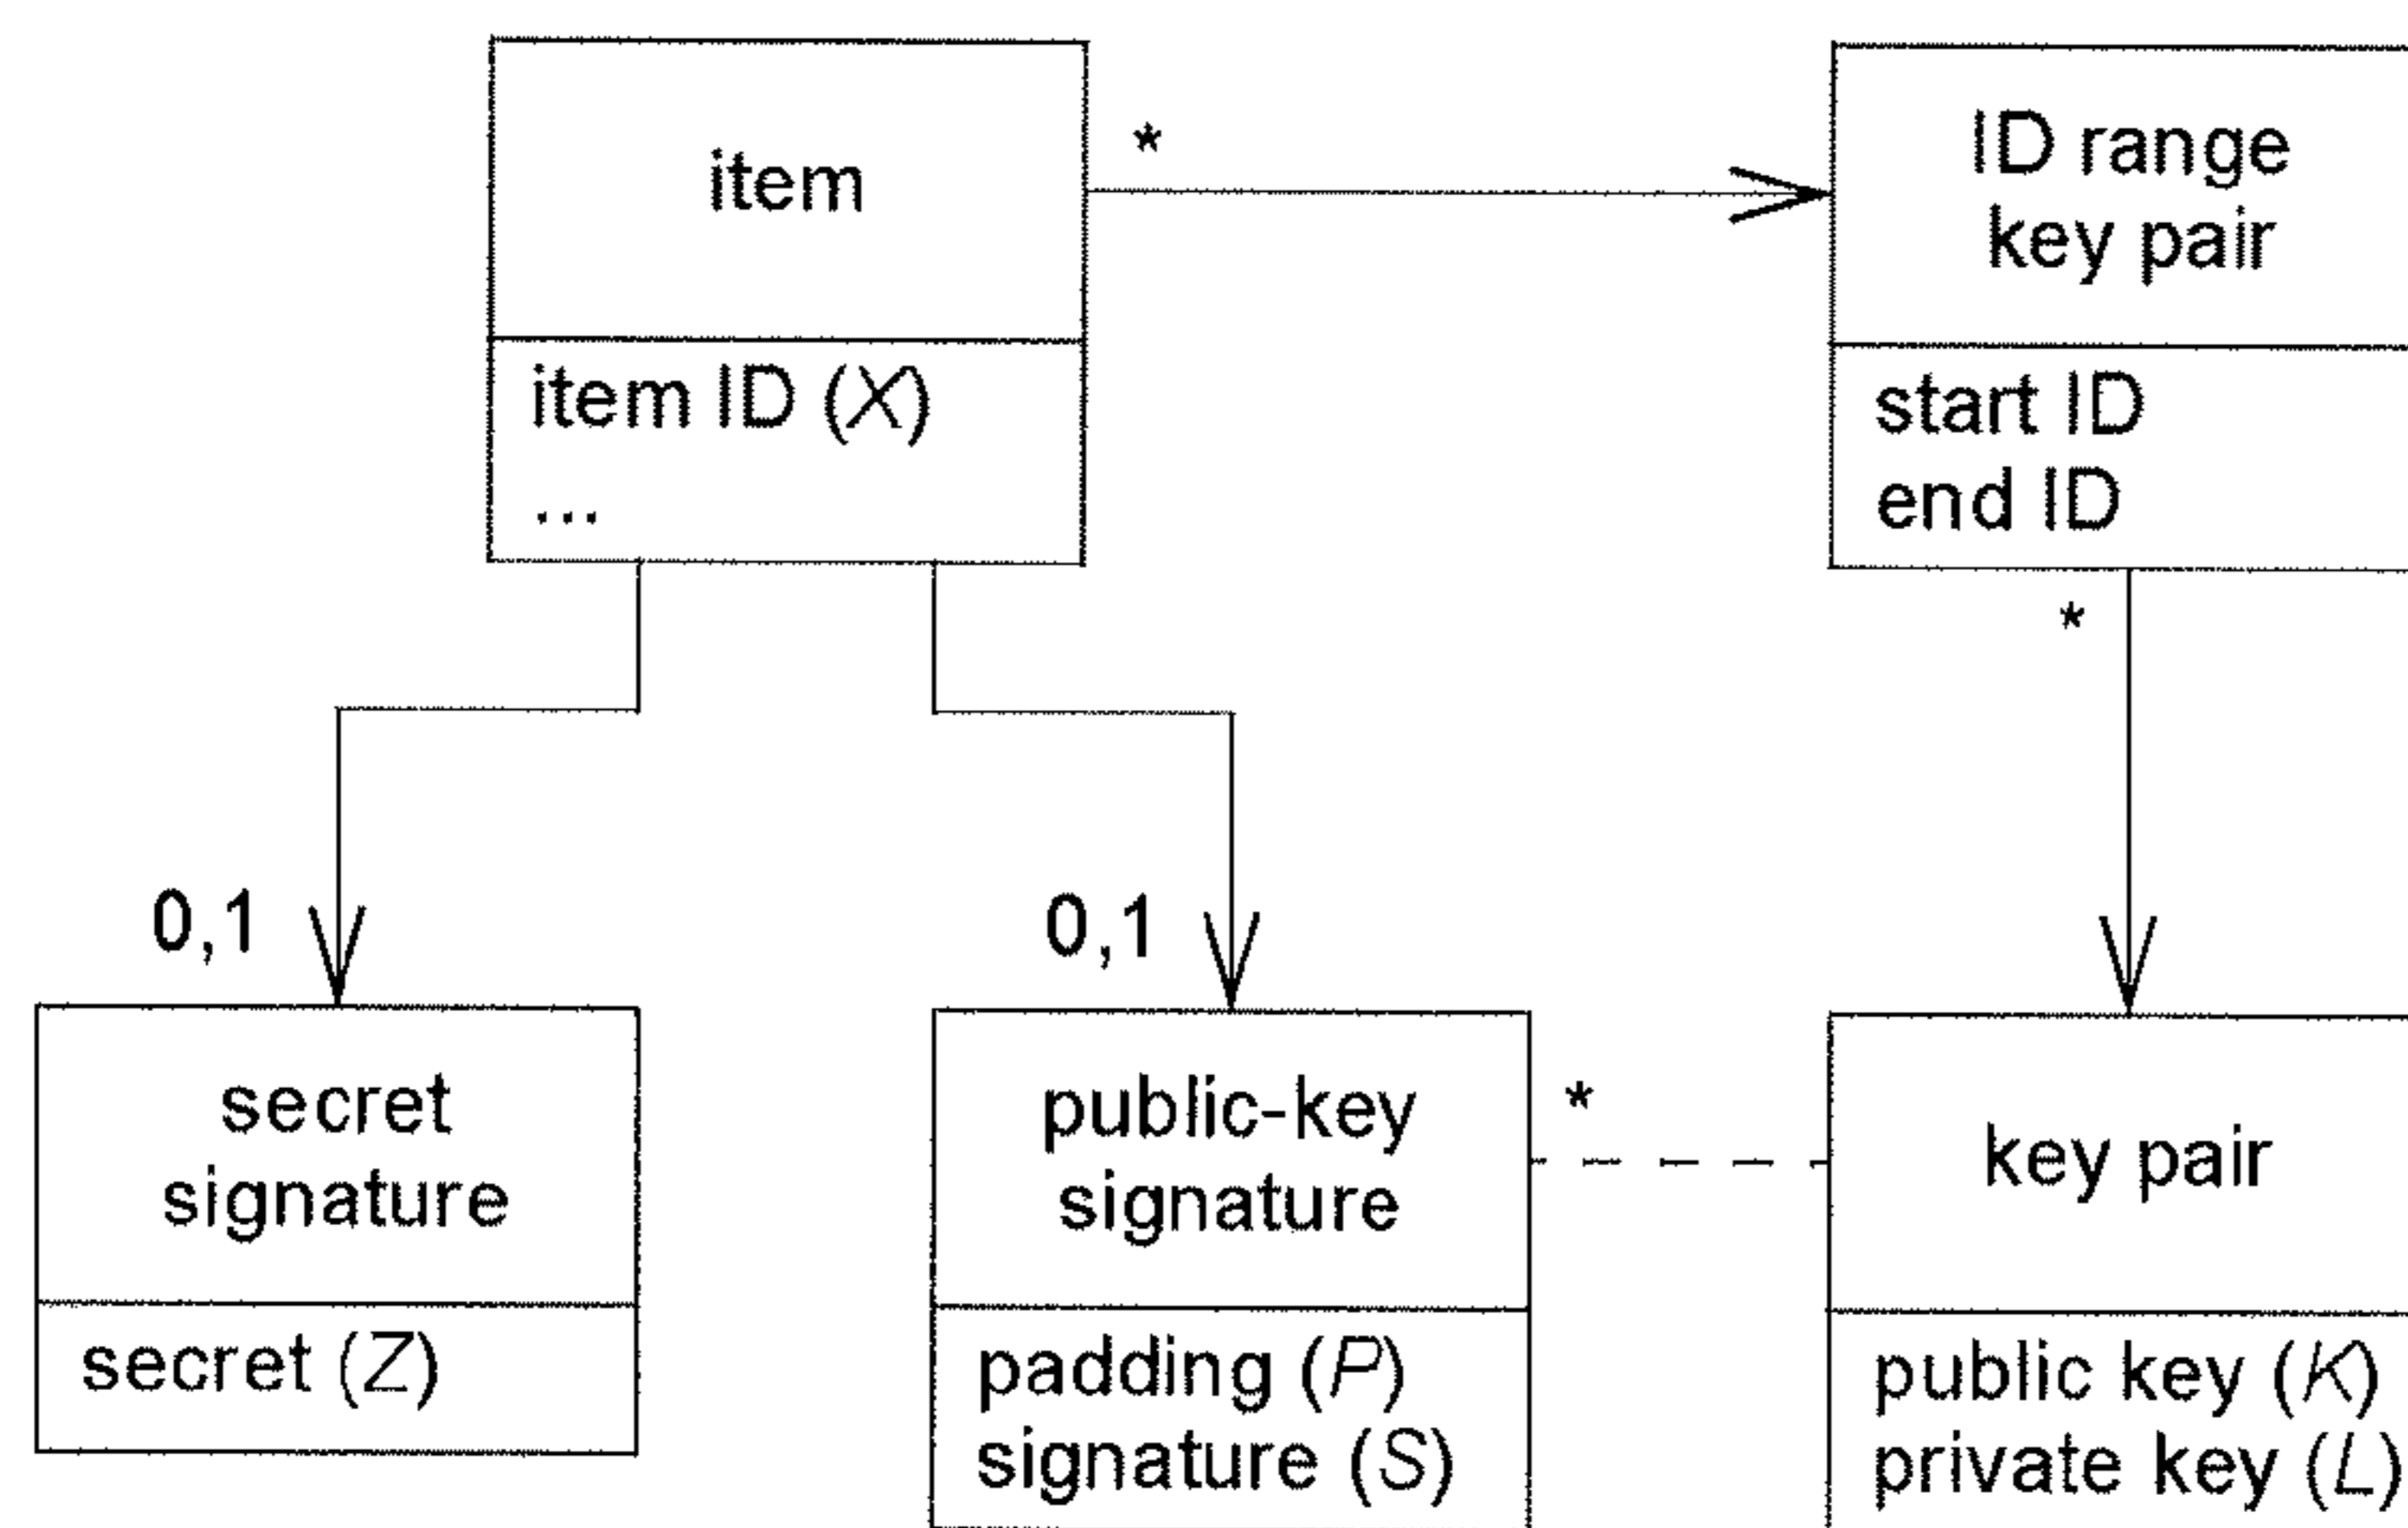 item
*
ID range
key pair
item ID (X)
...
start ID
end ID
*
0,1
0,1
secret
signature
public-key
signature
*
key pair
secret (Z)
padding (P)
signature (S)
public key (K)
private key (L)